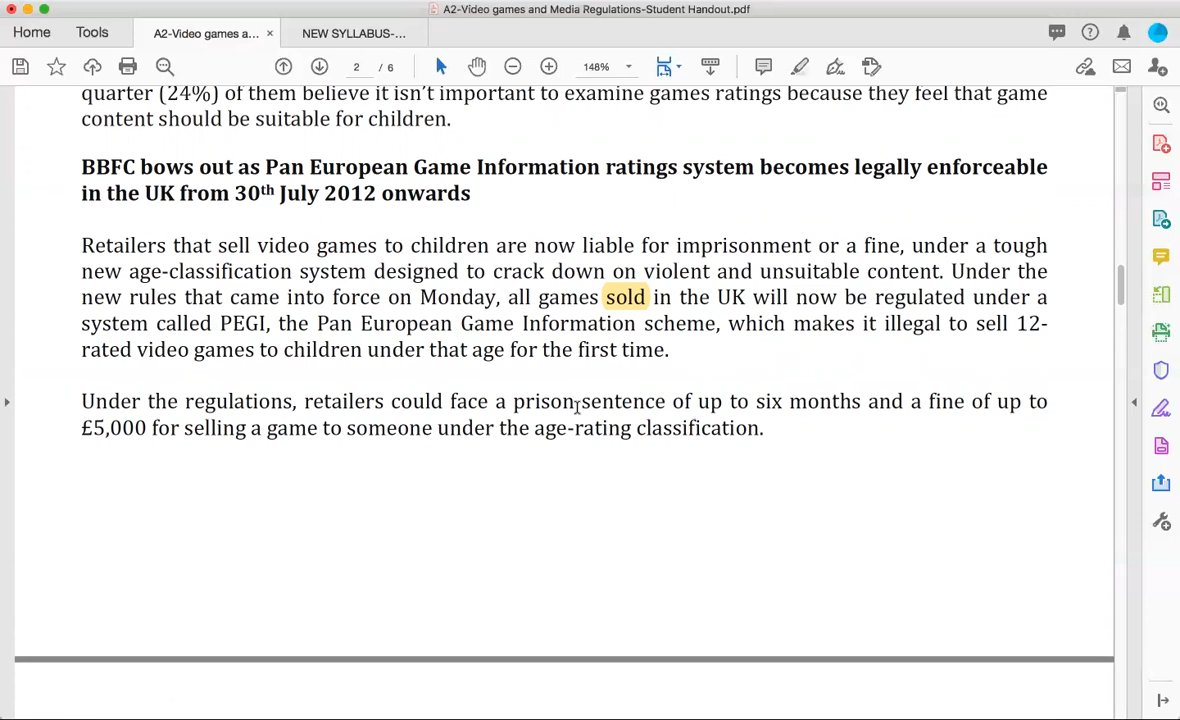 A2-Video games and Media Regulations-Student Handout.pdf
Home Tools A2-Video games a... × NEW SYLLABUS-...
2 / 6 148%
quarter (24%) of them believe it isn't important to examine games ratings because they feel that game
content should be suitable for children.
BBFC bows out as Pan European Game Information ratings system becomes legally enforceable
in the UK from 30th July 2012 onwards
Retailers that sell video games to children are now liable for imprisonment or a fine, under a tough
new age-classification system designed to crack down on violent and unsuitable content. Under the
new rules that came into force on Monday, all games sold in the UK will now be regulated under a
system called PEGI, the Pan European Game Information scheme, which makes it illegal to sell 12-
rated video games to children under that age for the first time.
Under the regulations, retailers could face a prison sentence of up to six months and a fine of up to
£5,000 for selling a game to someone under the age-rating classification.